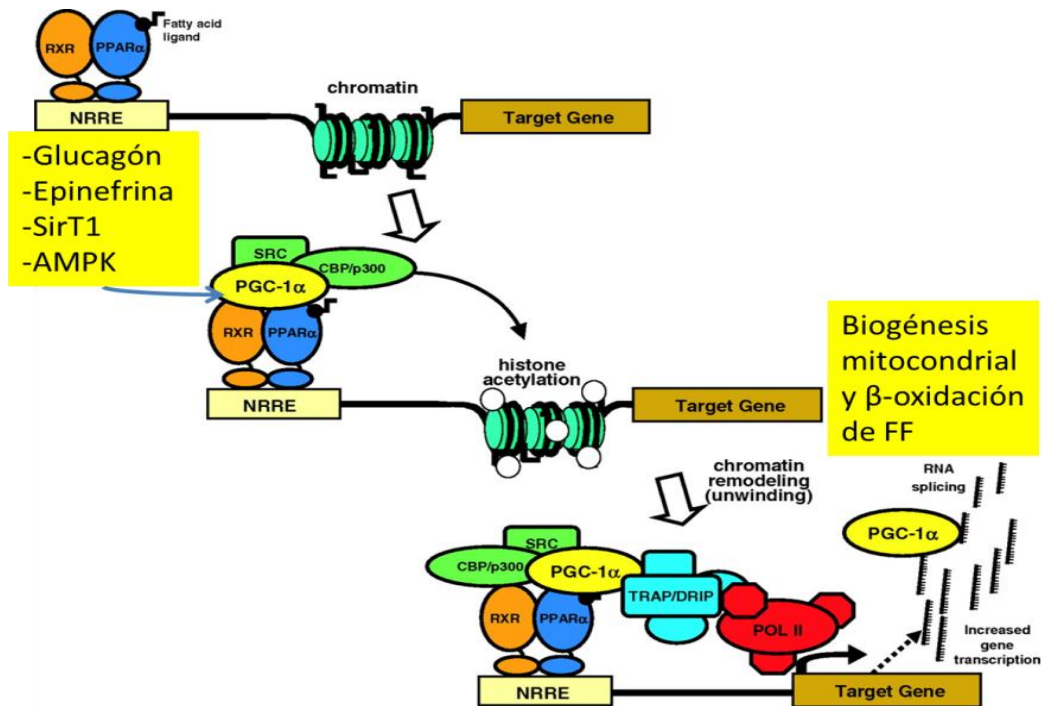 Fatty acid
ligand
RXR
PPARα
NRRE
chromatin
Target Gene
-Glucagón
-Epinefrina
-SirT1
-AMPK
SRC
CBP/p300
PGC-1α
RXR
PPARα
NRRE
histone
acetylation
Target Gene
Biogénesis
mitocondrial
y β-oxidación
de FF
chromatin
remodeling
(unwinding)
RNA
splicing
PGC-1α
SRC
CBP/p300
PGC-1α
TRAP/DRIP
RXR
PPARα
POL II
Increased
gene
transcription
NRRE
Target Gene